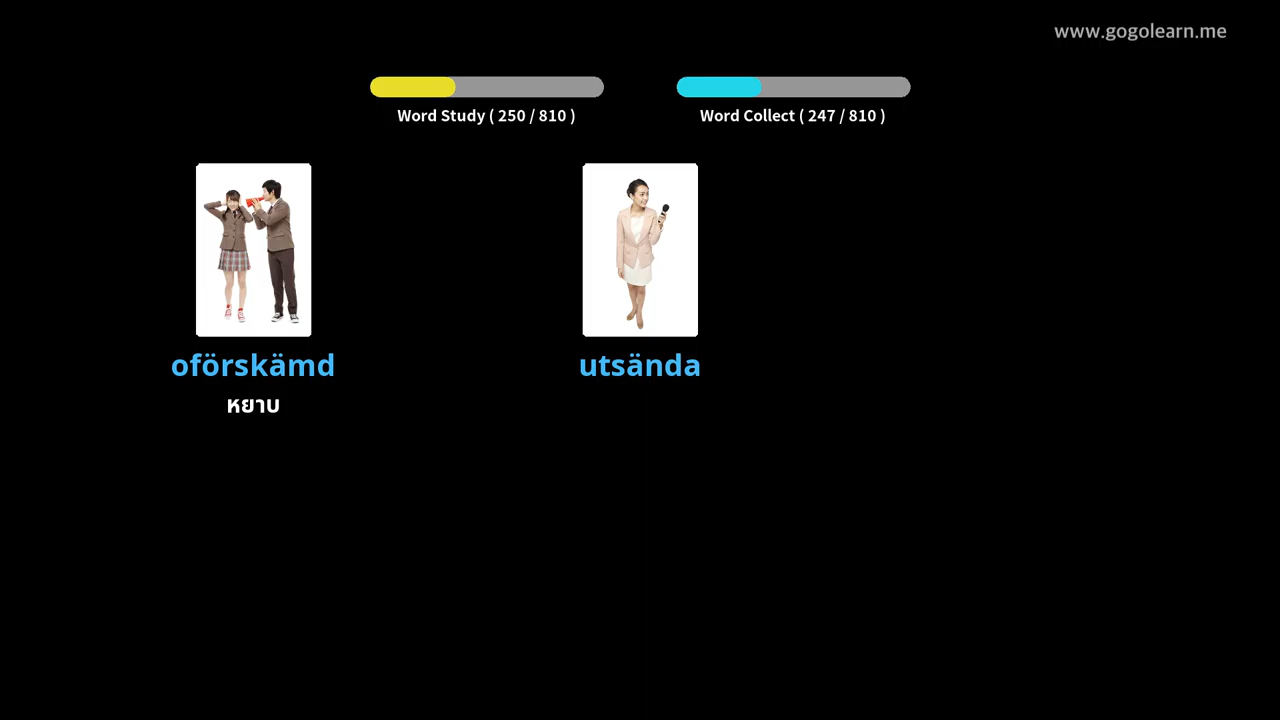 www.gogolearn.me
Word Study ( 250 / 810 )
Word Collect ( 247 / 810 )
oförskämd
utsända
หยาบ